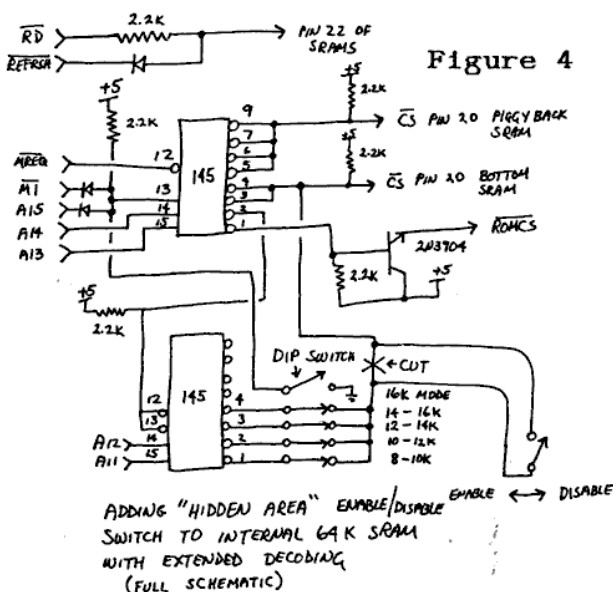 Figure 4
RD
2.2K
PIN 22 OF
SRAMS
REFRSH
+5
2.2K
2.2K
9
CS PIN 20 PIGGY BACK
SRAM
7
6
5
2.2K
MREQ
12
145
4
3
CS PIN 20 BOTTOM
SRAM
M1
13
A15
14
2
A14
15
1
A13
ROMCS
2N3904
2.2K
+5
+5
2.2K
DIP SWITCH
←CUT
145
12
13
4
16K MODE
14-16K
3
12-14K
A12
14
2
10-12K
A11
15
1
8-10K
ENABLE ↔ DISABLE
ADDING "HIDDEN AREA" ENABLE/DISABLE
SWITCH TO INTERNAL 64K SRAM
WITH EXTENDED DECODING
(FULL SCHEMATIC)